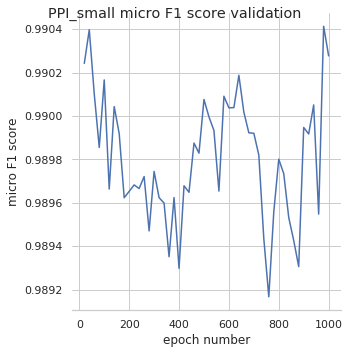 PPI_small micro F1 score validation
0.9904
0.9902
0.9900
0.9898
0.9896
0.9894
0.9892
micro F1 score
0 200 400 600 800 1000
epoch number